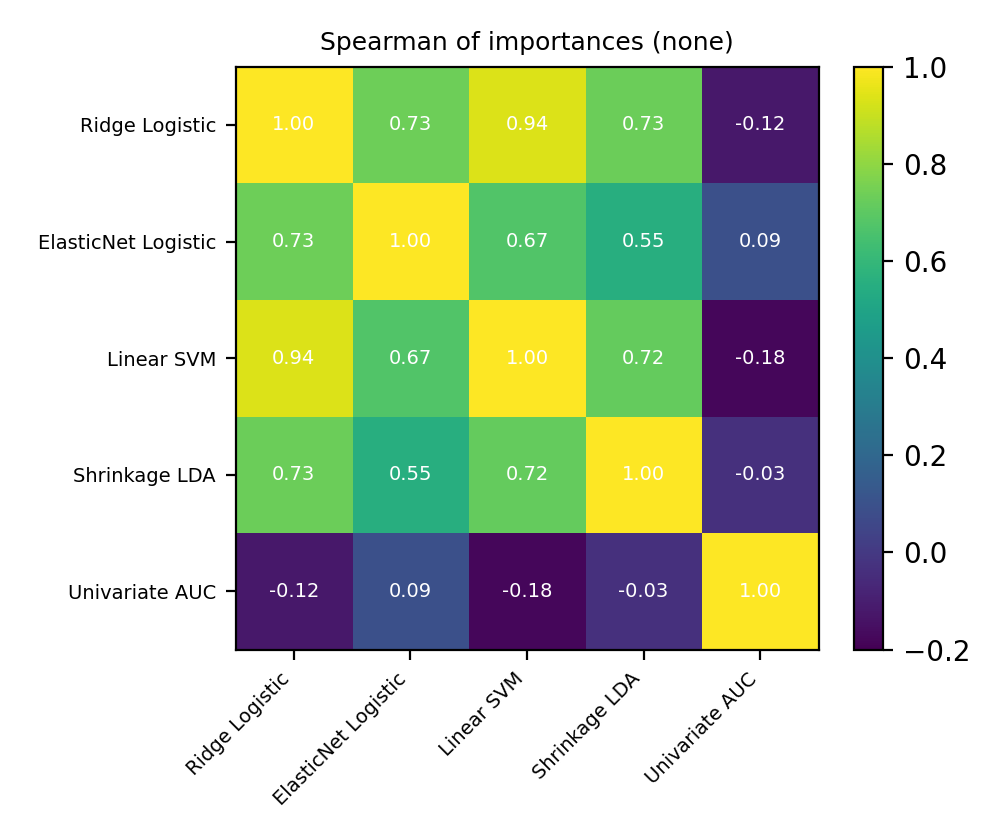 Spearman of importances (none)
Ridge Logistic 1.00 0.73 0.94 0.73 -0.12
ElasticNet Logistic 0.73 1.00 0.67 0.55 0.09
Linear SVM 0.94 0.67 1.00 0.72 -0.18
Shrinkage LDA 0.73 0.55 0.72 1.00 -0.03
Univariate AUC -0.12 0.09 -0.18 -0.03 1.00
Ridge Logistic
ElasticNet Logistic
Linear SVM
Shrinkage LDA
Univariate AUC
1.0
0.8
0.6
0.4
0.2
0.0
−0.2